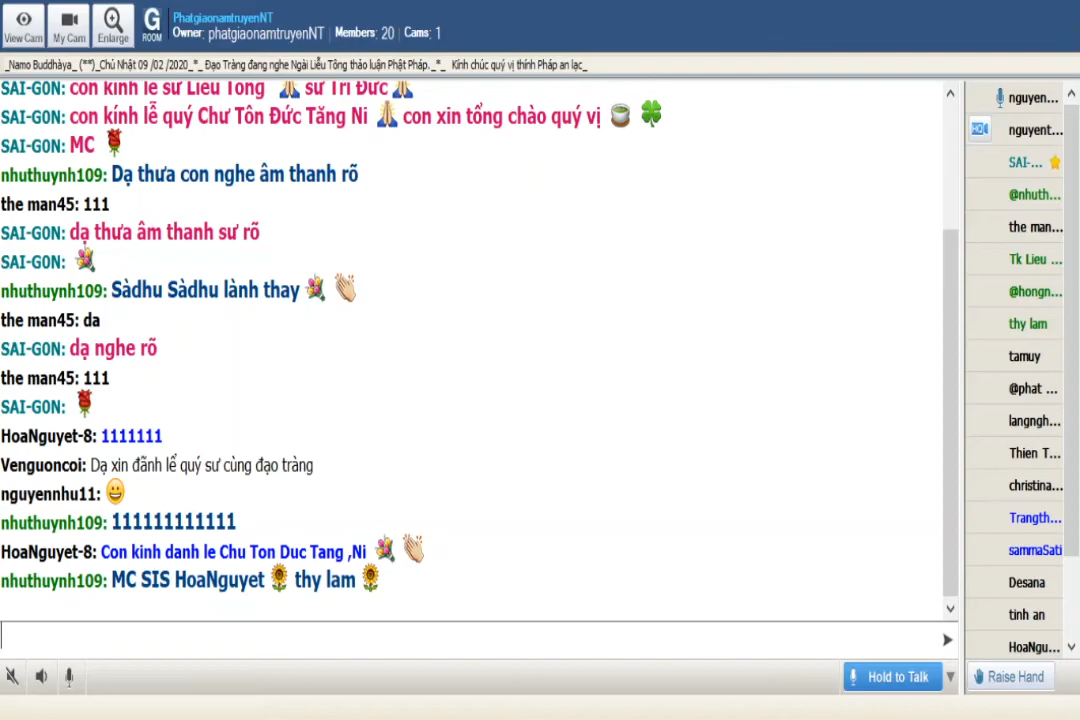 PhatgiaonamtruyenNT
Owner: phatgiaonamtruyenNT Members: 20 Cams: 1
View Cam
My Cam
Enlarge
G
ROOM
_Namo Buddhàya_ (**)_Chủ Nhật 09 /02 /2020_*_ Đạo Tràng đang nghe Ngài Liễu Tông thảo luận Phật Pháp._*_ Kính chúc quý vị thính Pháp an lạc_
SAI-GON: con kính lễ sư Liễu Tông 🙏 sư Trí Đức 🙏
SAI-GON: con kính lễ quý Chư Tôn Đức Tăng Ni 🙏 con xin tổng chào quý vị 🍵 🍀
SAI-GON: MC 🌹
nhuthuynh109: Dạ thưa con nghe âm thanh rõ
the man45: 111
SAI-GON: dạ thưa âm thanh sư rõ
SAI-GON: 💐
nhuthuynh109: Sàdhu Sàdhu lành thay 💐 👏
the man45: da
SAI-GON: dạ nghe rõ
the man45: 111
SAI-GON: 🌹
HoaNguyet-8: 1111111
Venguoncoi: Dạ xin đãnh lể quý sư cùng đạo tràng
nguyennhu11: 😀
nhuthuynh109: 111111111111
HoaNguyet-8: Con kinh danh le Chu Ton Duc Tang ,Ni 💐 👏
nhuthuynh109: MC SIS HoaNguyet 🌻 thy lam 🌻
nguyen...
nguyent...
SAI-...
@nhuth...
the man...
Tk Lieu ...
@hongn...
thy lam
tamuy
@phat ...
langngh...
Thien T...
christina...
Trangth...
sammaSati
Desana
tinh an
HoaNgu...
Hold to Talk
Raise Hand